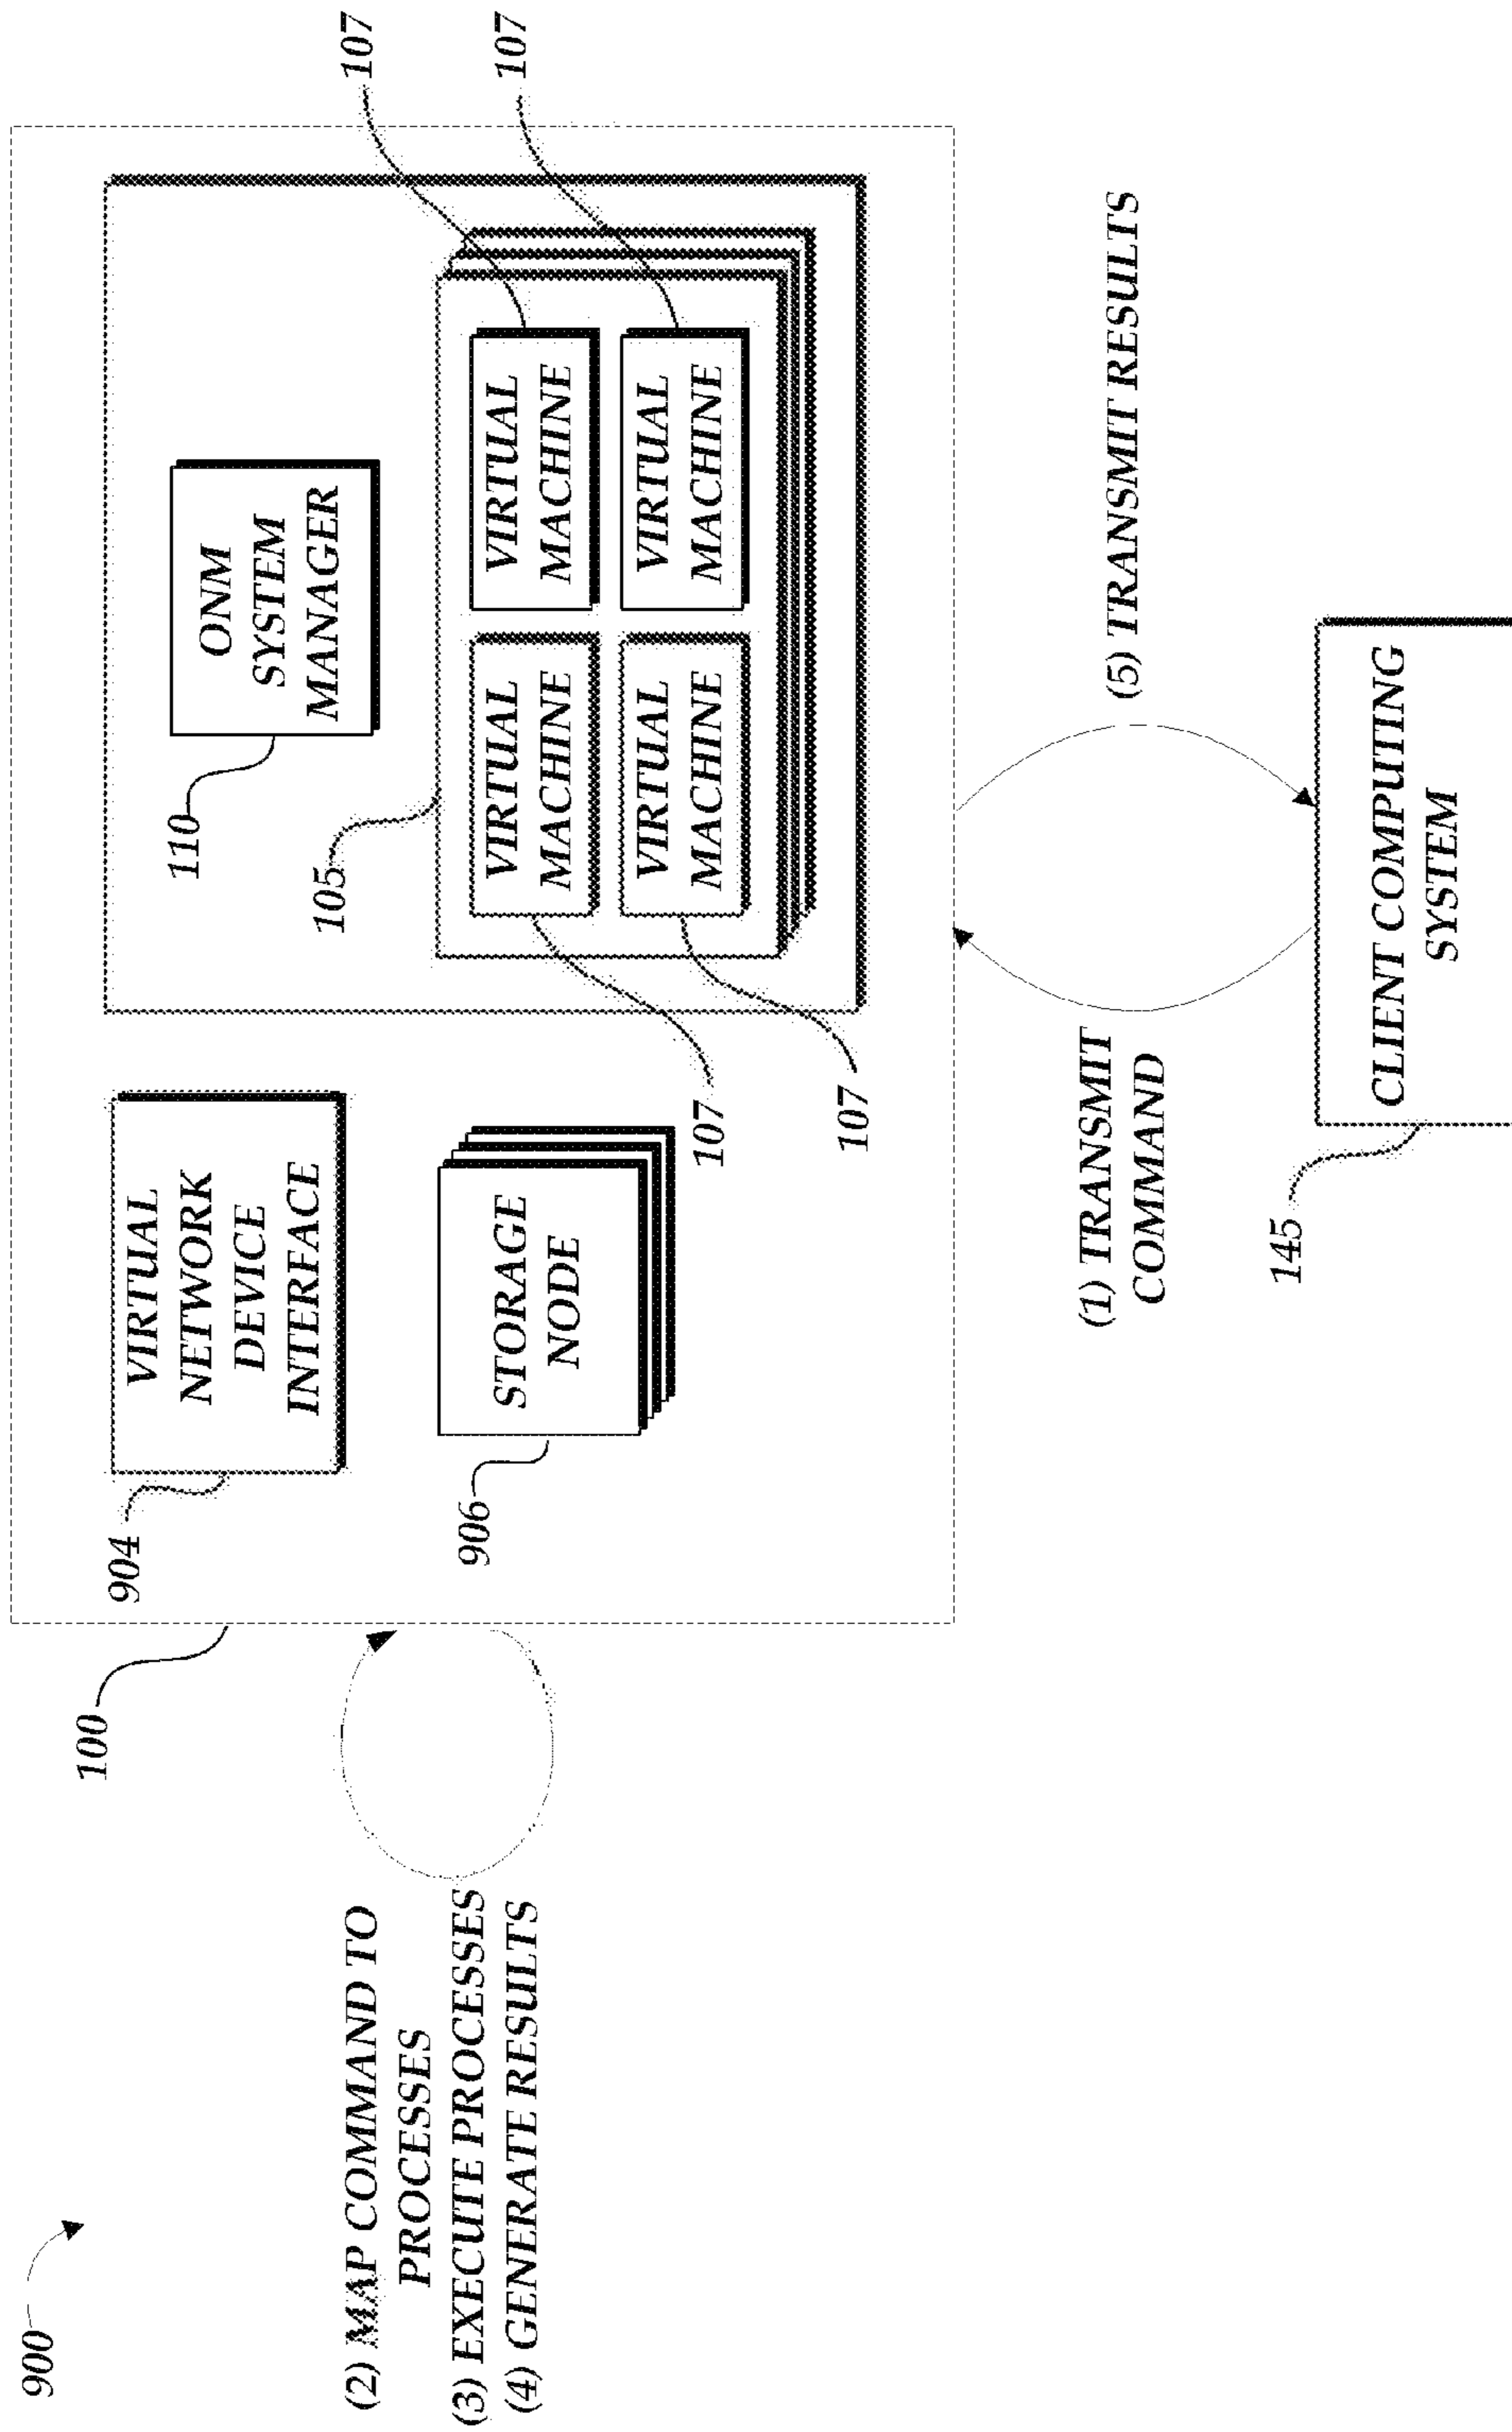 900
100
904
VIRTUAL
NETWORK
DEVICE
INTERFACE
906
STORAGE
NODE
110
ONM
SYSTEM
MANAGER
105
VIRTUAL
MACHINE
VIRTUAL
MACHINE
VIRTUAL
MACHINE
VIRTUAL
MACHINE
107
107
107
107
(2) MAP COMMAND TO
PROCESSES
(3) EXECUTE PROCESSES
(4) GENERATE RESULTS
(1) TRANSMIT
COMMAND
(5) TRANSMIT RESULTS
145
CLIENT COMPUTING
SYSTEM